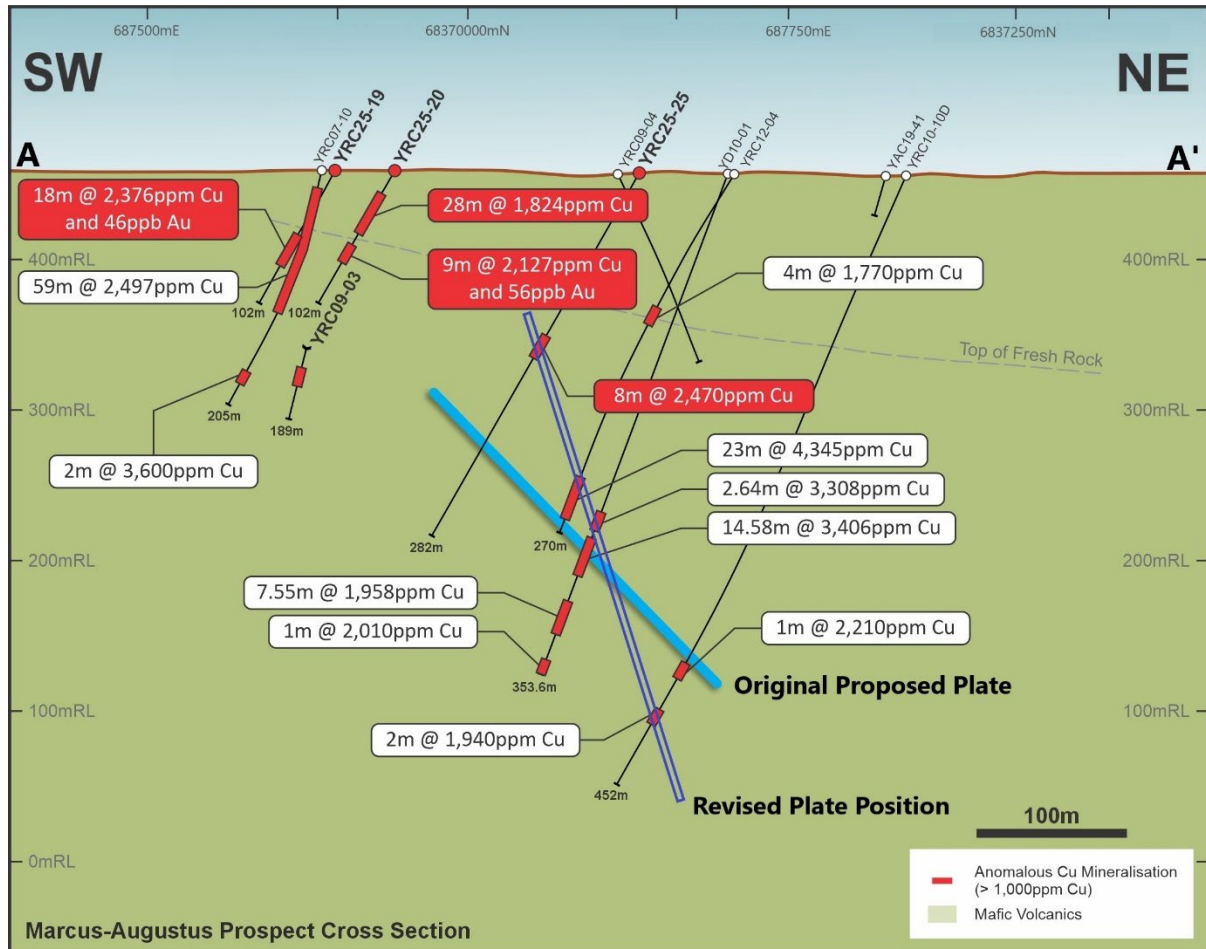 687500mE
68370000mN
687750mE
6837250mN
SW
NE
A
A'
YRC07-10
YRC25-19
YRC25-20
YRC09-04
YRC25-25
YD10-01
YRC12-04
YAC19-41
YRC10-10D
18m @ 2,376ppm Cu
and 46ppb Au
28m @ 1,824ppm Cu
9m @ 2,127ppm Cu
and 56ppb Au
4m @ 1,770ppm Cu
400mRL
400mRL
59m @ 2,497ppm Cu
102m
102m
YRC09-03
Top of Fresh Rock
8m @ 2,470ppm Cu
300mRL
300mRL
205m
189m
2m @ 3,600ppm Cu
23m @ 4,345ppm Cu
2.64m @ 3,308ppm Cu
14.58m @ 3,406ppm Cu
282m
270m
200mRL
200mRL
7.55m @ 1,958ppm Cu
1m @ 2,010ppm Cu
1m @ 2,210ppm Cu
353.6m
Original Proposed Plate
100mRL
100mRL
2m @ 1,940ppm Cu
452m
Revised Plate Position
100m
0mRL
Anomalous Cu Mineralisation
(> 1,000ppm Cu)
Mafic Volcanics
Marcus-Augustus Prospect Cross Section